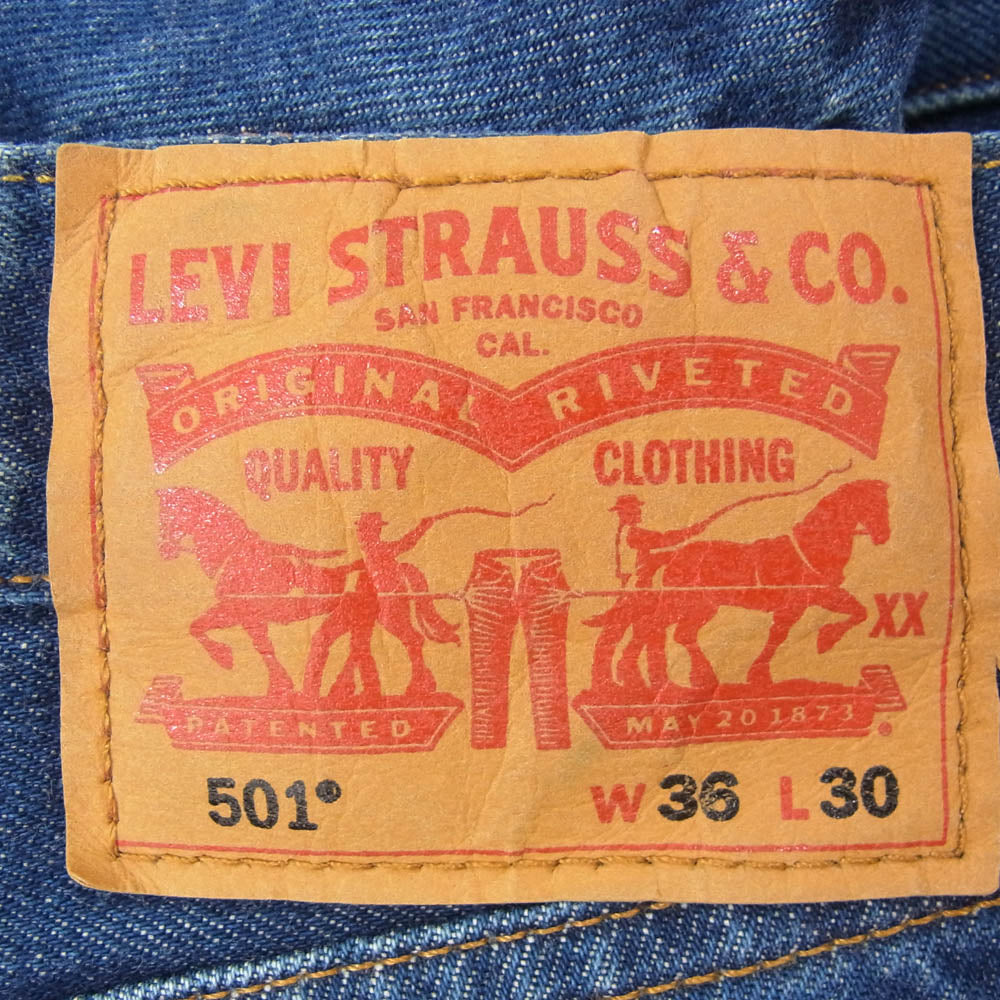 LEVI STRAUSS & CO.
SAN FRANCISCO
CAL.
ORIGINAL RIVETED
QUALITY CLOTHING
XX
PATENTED MAY 20 1873 ®
501® W 36 L 30